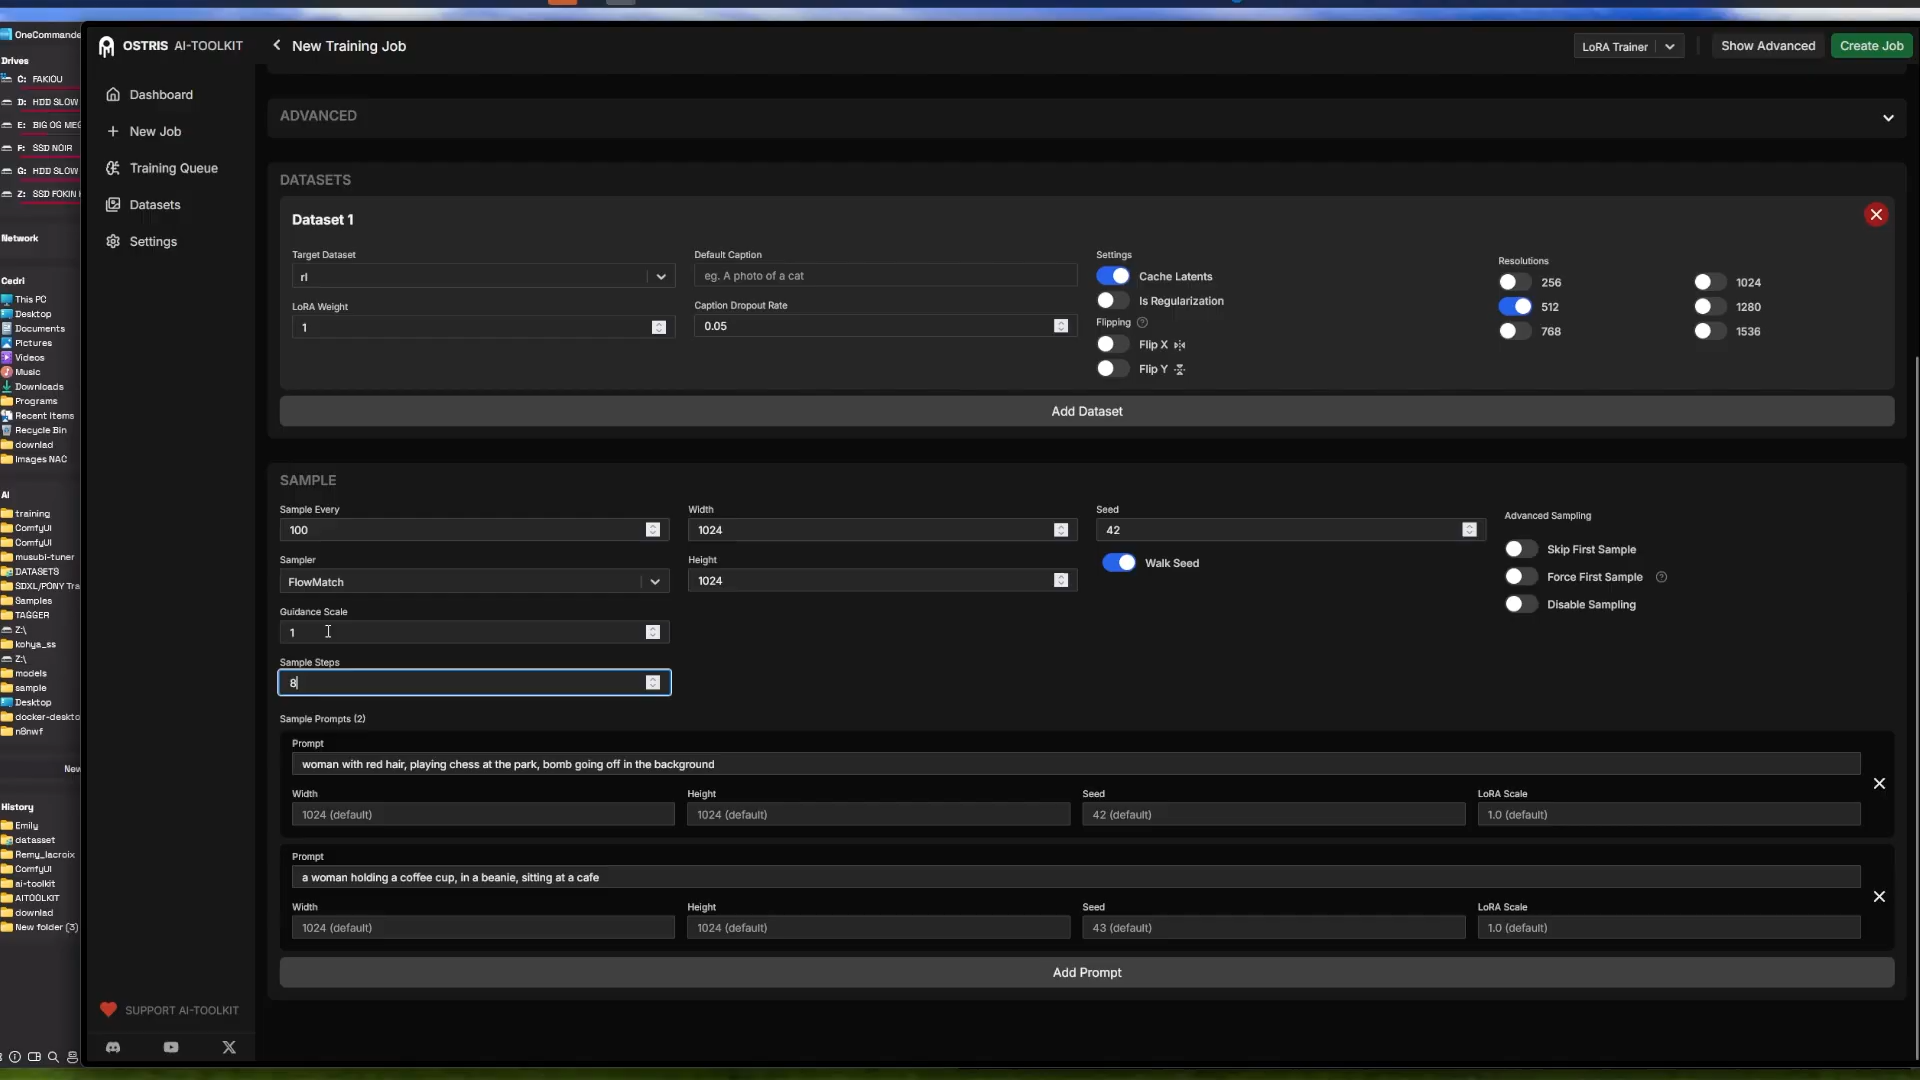 OneCommande
Drives
C: FAKIOU
D: HDD SLOW
E: BIG OG MEG
F: SSD NOIR
G: HDD SLOW
Z: SSD FOKIN
Network
Cedri
This PC
Desktop
Documents
Pictures
Videos
Music
Downloads
Programs
Recent Items
Recycle Bin
downlad
Images NAC
AI
training
ComfyUI
ComfyUI
musubi-tuner
DATASETS
SDXL/PONY Tra
Samples
TAGGER
Z:\
kohya_ss
Z:\
models
sample
Desktop
docker-deskto
n8nwf
New
History
Emily
datasset
Remy_lacroix
ComfyUI
ai-toolkit
AITOOLKIT
downlad
New folder (3)
OSTRIS AI-TOOLKIT
Dashboard
New Job
Training Queue
Datasets
Settings
SUPPORT AI-TOOLKIT
New Training Job
LoRA Trainer
Show Advanced
Create Job
ADVANCED
DATASETS
Dataset 1
Target Dataset
rl
LoRA Weight
1
Default Caption
eg. A photo of a cat
Caption Dropout Rate
0.05
Settings
Cache Latents
Is Regularization
Flipping
Flip X
Flip Y
Resolutions
256
512
768
1024
1280
1536
Add Dataset
SAMPLE
Sample Every
100
Sampler
FlowMatch
Guidance Scale
1
Sample Steps
8
Width
1024
Height
1024
Seed
42
Walk Seed
Advanced Sampling
Skip First Sample
Force First Sample
Disable Sampling
Sample Prompts (2)
Prompt
woman with red hair, playing chess at the park, bomb going off in the background
Width
1024 (default)
Height
1024 (default)
Seed
42 (default)
LoRA Scale
1.0 (default)
Prompt
a woman holding a coffee cup, in a beanie, sitting at a cafe
Width
1024 (default)
Height
1024 (default)
Seed
43 (default)
LoRA Scale
1.0 (default)
Add Prompt